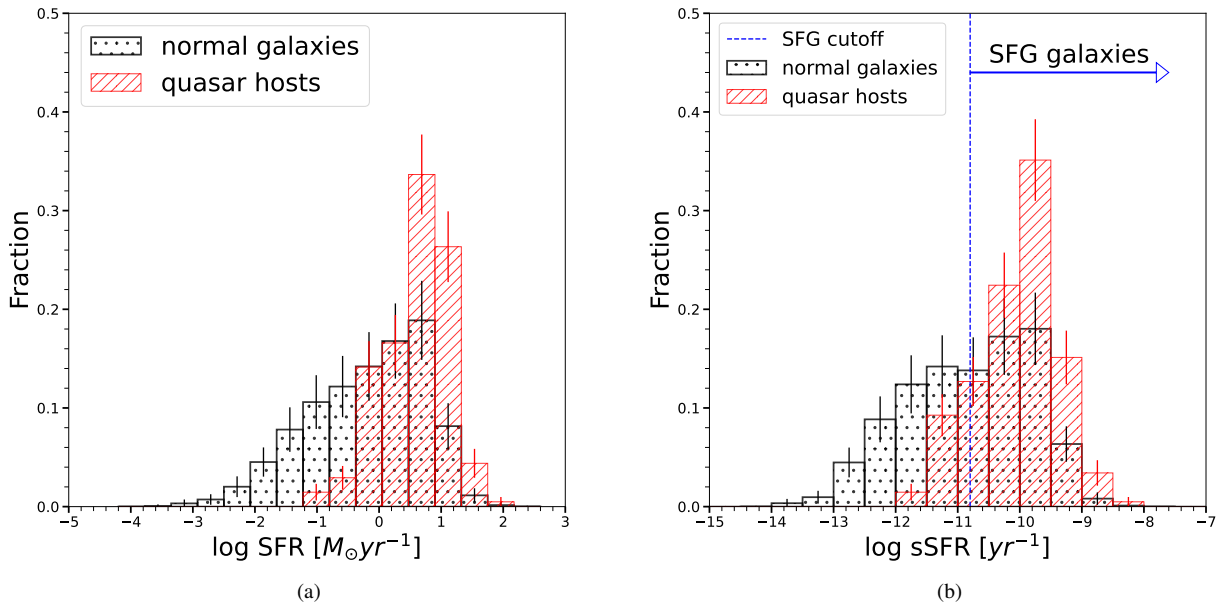 0.5
0.4
0.3
0.2
0.1
0.0
Fraction
normal galaxies
quasar hosts
−5 −4 −3 −2 −1 0 1 2 3
log SFR [M⊙yr⁻¹]
(a)
0.5
0.4
0.3
0.2
0.1
0.0
Fraction
SFG cutoff
normal galaxies
quasar hosts
SFG galaxies
−15 −14 −13 −12 −11 −10 −9 −8 −7
log sSFR [yr⁻¹]
(b)